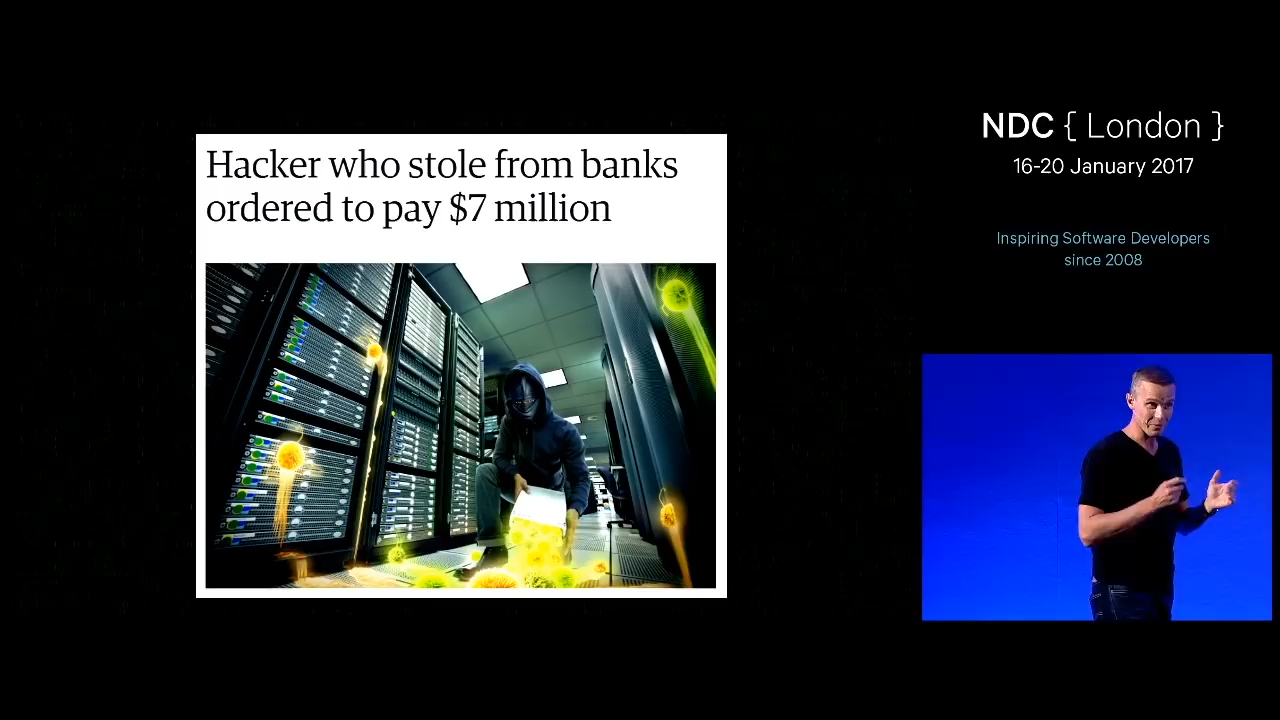 Hacker who stole from banks
ordered to pay $7 million
NDC { London }
16-20 January 2017
Inspiring Software Developers
since 2008